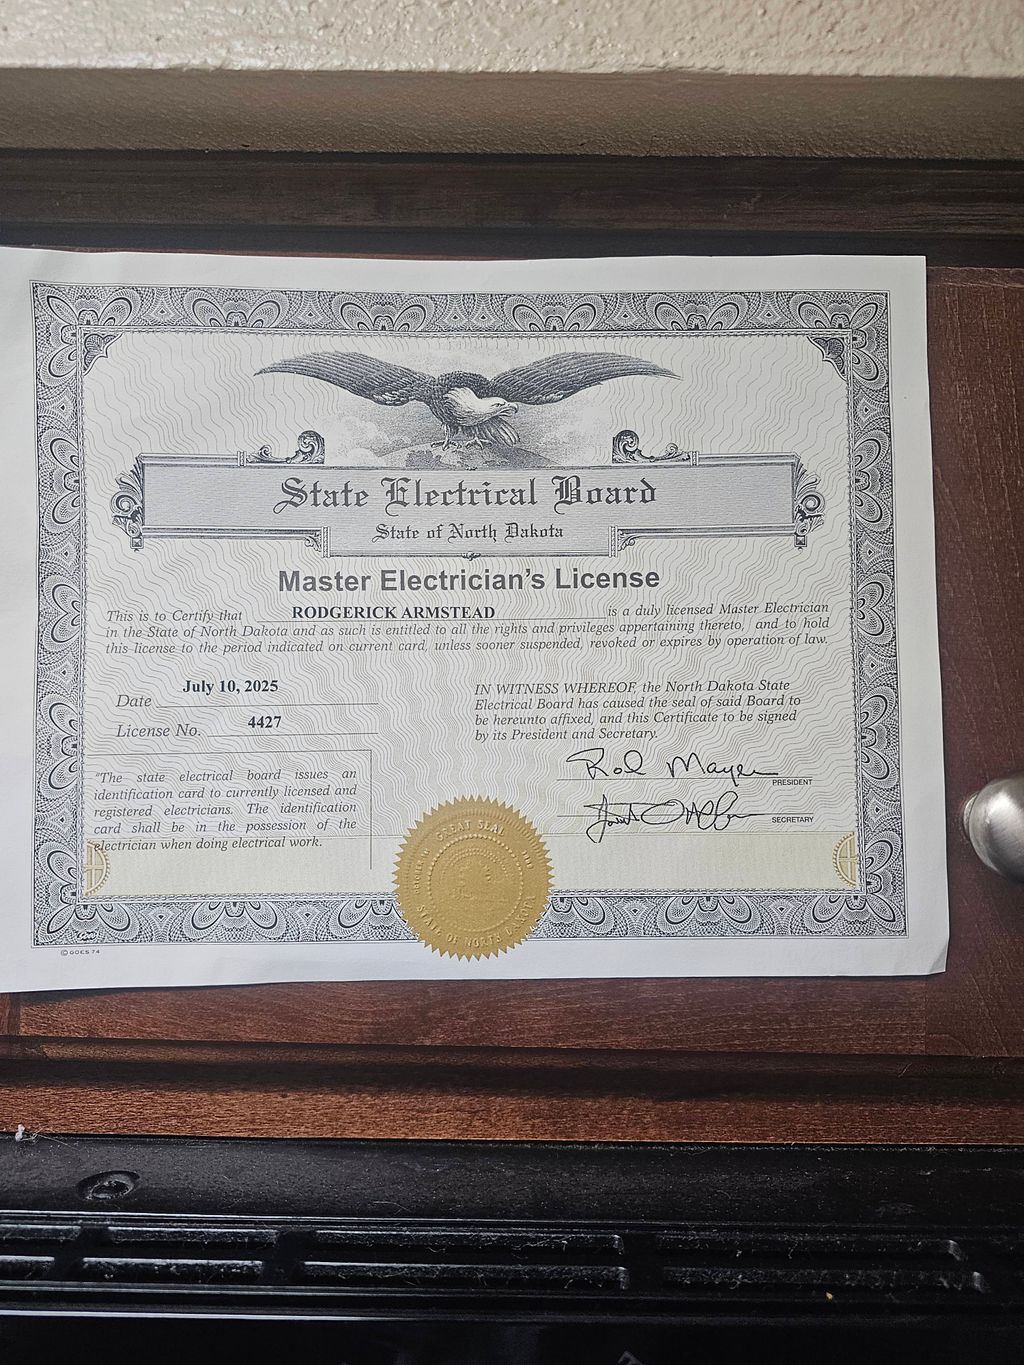 State Electrical Board
State of North Dakota
Master Electrician's License
This is to Certify that RODGERICK ARMSTEAD is a duly licensed Master Electrician
in the State of North Dakota and as such is entitled to all the rights and privileges appertaining thereto, and to hold
this license to the period indicated on current card, unless sooner suspended, revoked or expires by operation of law.
Date July 10, 2025
License No. 4427
"The state electrical board issues an
identification card to currently licensed and
registered electricians. The identification
card shall be in the possession of the
electrician when doing electrical work.
IN WITNESS WHEREOF, the North Dakota State
Electrical Board has caused the seal of said Board to
be hereunto affixed, and this Certificate to be signed
by its President and Secretary.
Rod Mayer
PRESIDENT
SECRETARY
GREAT SEAL
STATE OF NORTH DAKOTA
© GOES 74